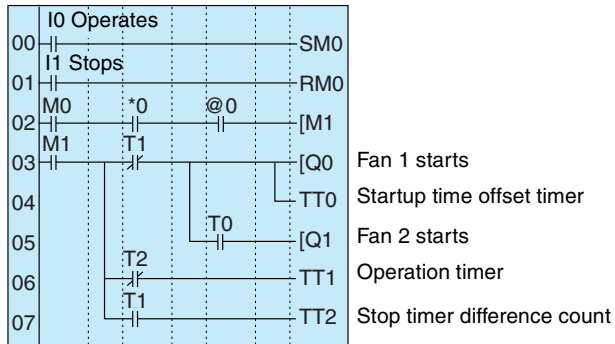 I0 Operates
00 SM0
I1 Stops
01 RM0
M0 *0 @0
02 [M1
M1 T1
03 [Q0 Fan 1 starts
04 TT0 Startup time offset timer
T0
05 [Q1 Fan 2 starts
T2
06 TT1 Operation timer
T1
07 TT2 Stop timer difference count